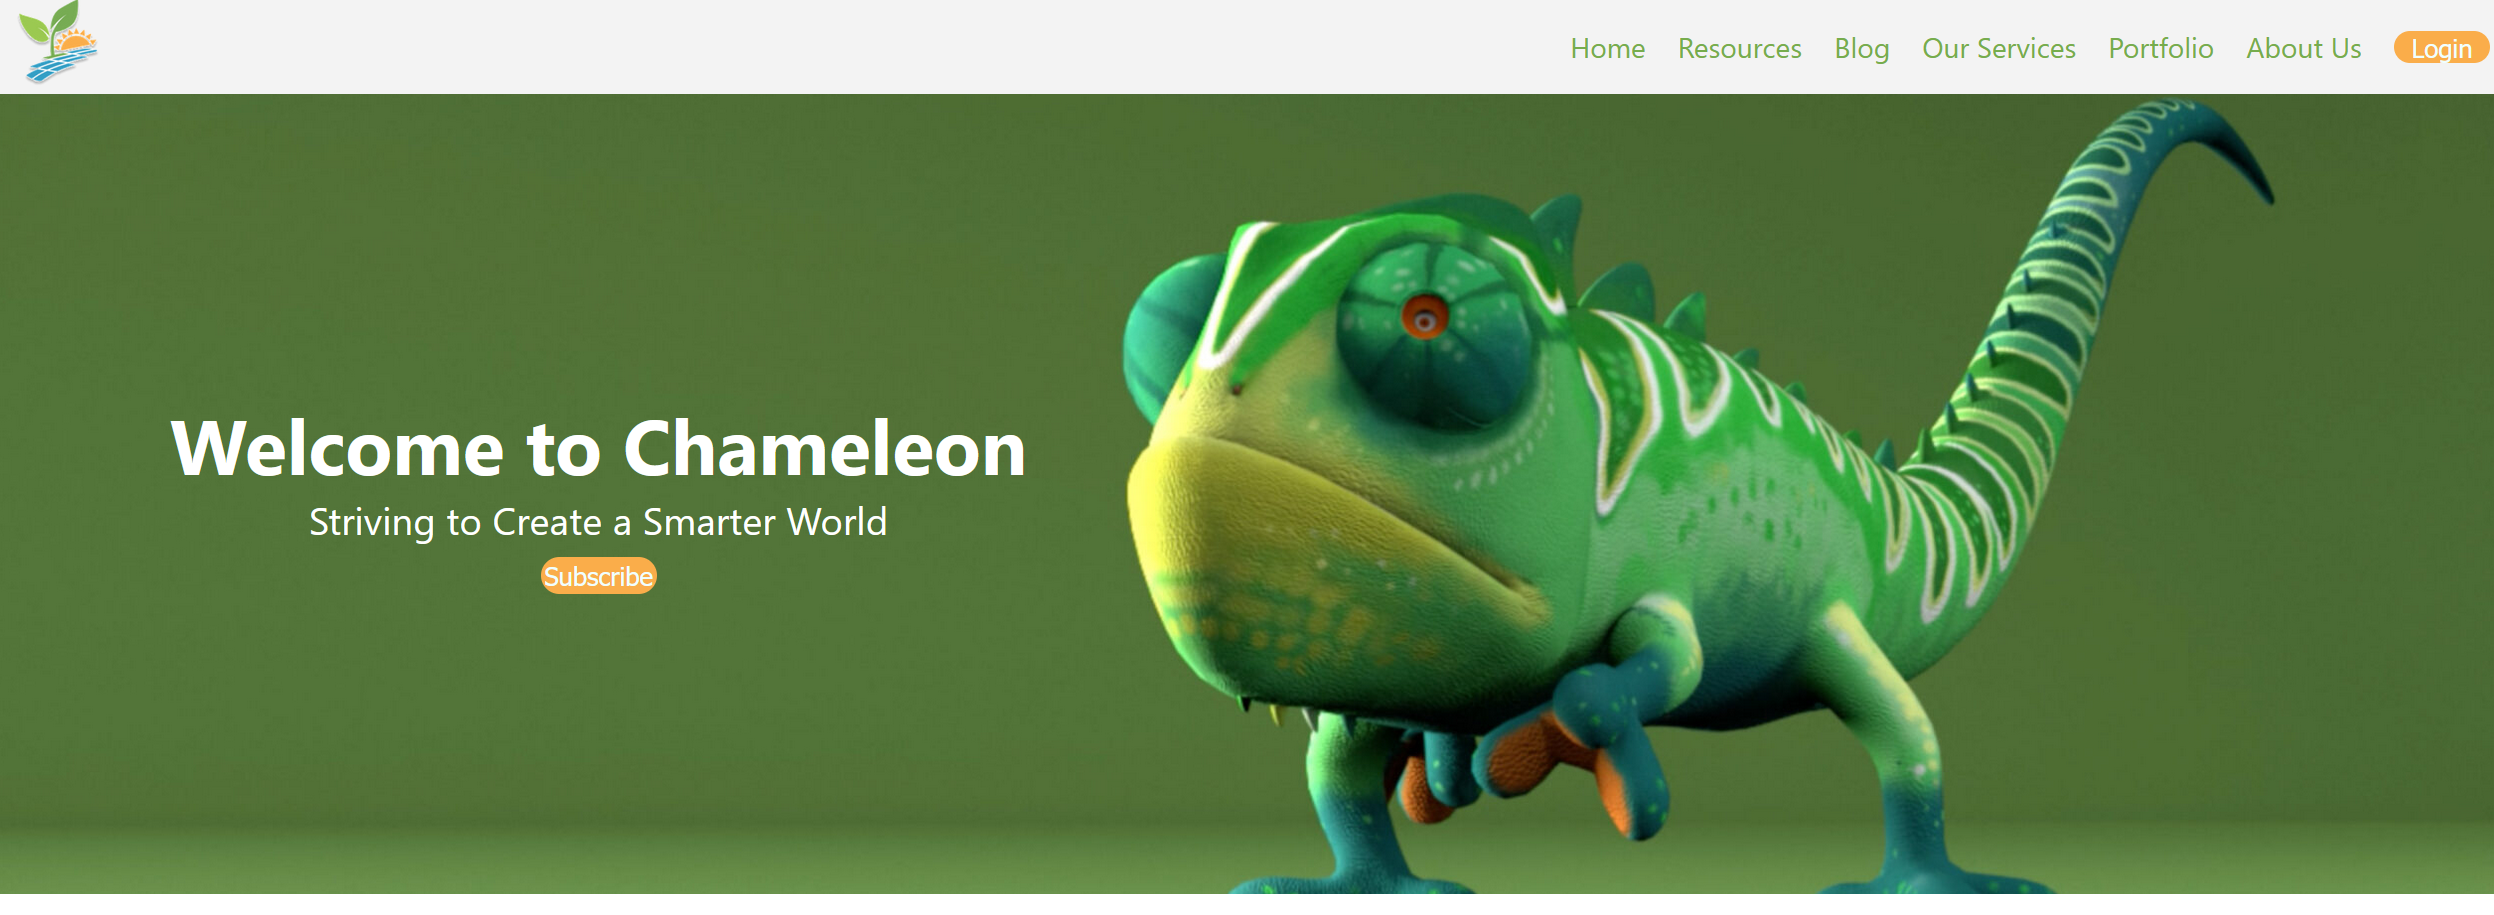 Home Resources Blog Our Services Portfolio About Us Login
Welcome to Chameleon
Striving to Create a Smarter World
Subscribe